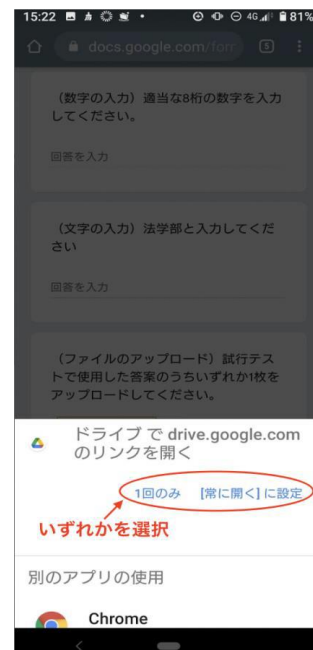 15:22
4G
81%
docs.google.com/forr
5
（数字の入力）適当な8桁の数字を入力
してください。
回答を入力
（文字の入力）法学部と入力してくだ
さい
回答を入力
（ファイルのアップロード）試行テス
トで使用した答案のうちいずれか1枚を
アップロードしてください。
ドライブ で drive.google.com
のリンクを開く
1回のみ　[常に開く] に設定
いずれかを選択
別のアプリの使用
Chrome